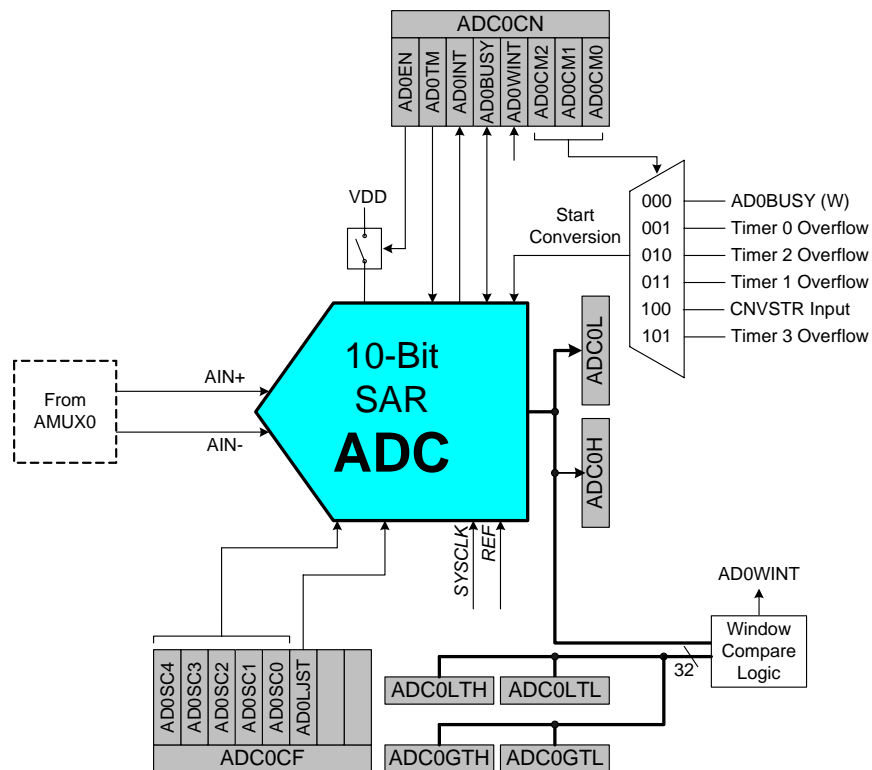 ADC0CN
AD0EN
AD0TM
AD0INT
AD0BUSY
AD0WINT
AD0CM2
AD0CM1
AD0CM0
VDD
Start
Conversion
000
AD0BUSY (W)
001
Timer 0 Overflow
010
Timer 2 Overflow
011
Timer 1 Overflow
100
CNVSTR Input
101
Timer 3 Overflow
From
AMUX0
AIN+
AIN-
10-Bit
SAR
ADC
ADC0L
ADC0H
SYSCLK
REF
AD0WINT
Window
Compare
Logic
32
AD0SC4
AD0SC3
AD0SC2
AD0SC1
AD0SC0
AD0LJST
ADC0CF
ADC0LTH
ADC0LTL
ADC0GTH
ADC0GTL